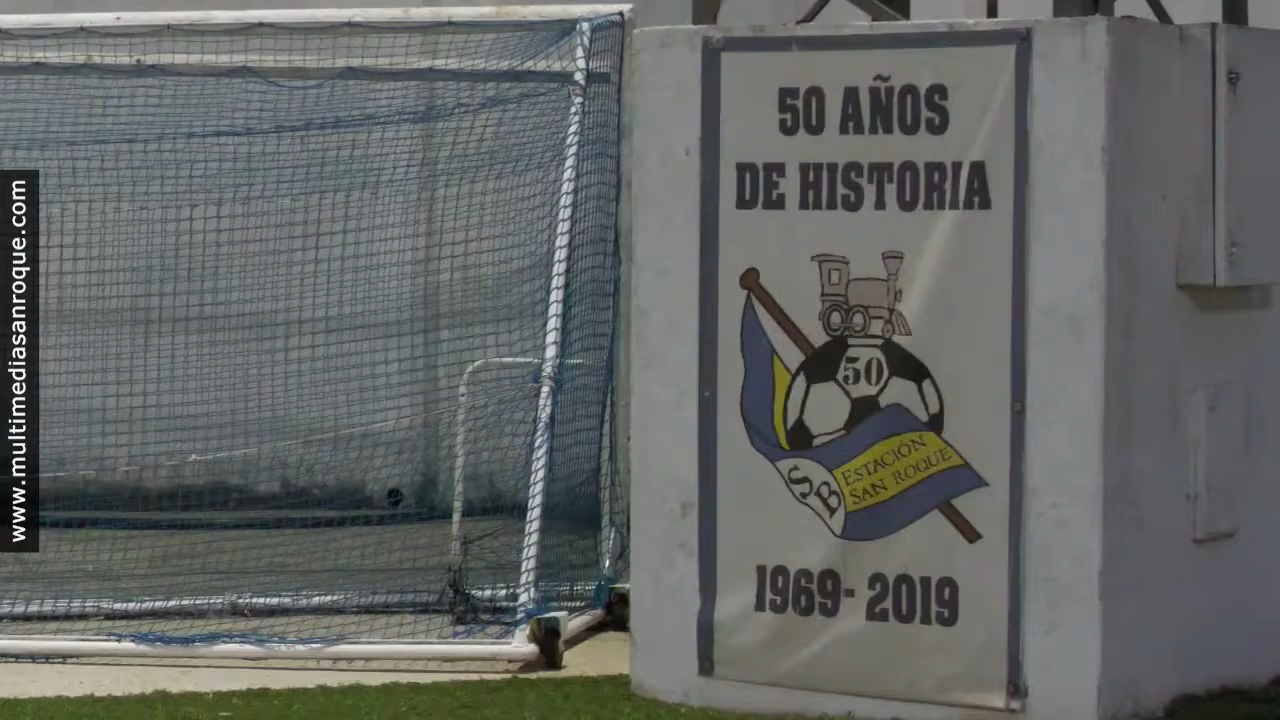 www.multimediasanroque.com
50 AÑOS
DE HISTORIA
50
SB
ESTACIÓN
SAN ROQUE
1969-2019